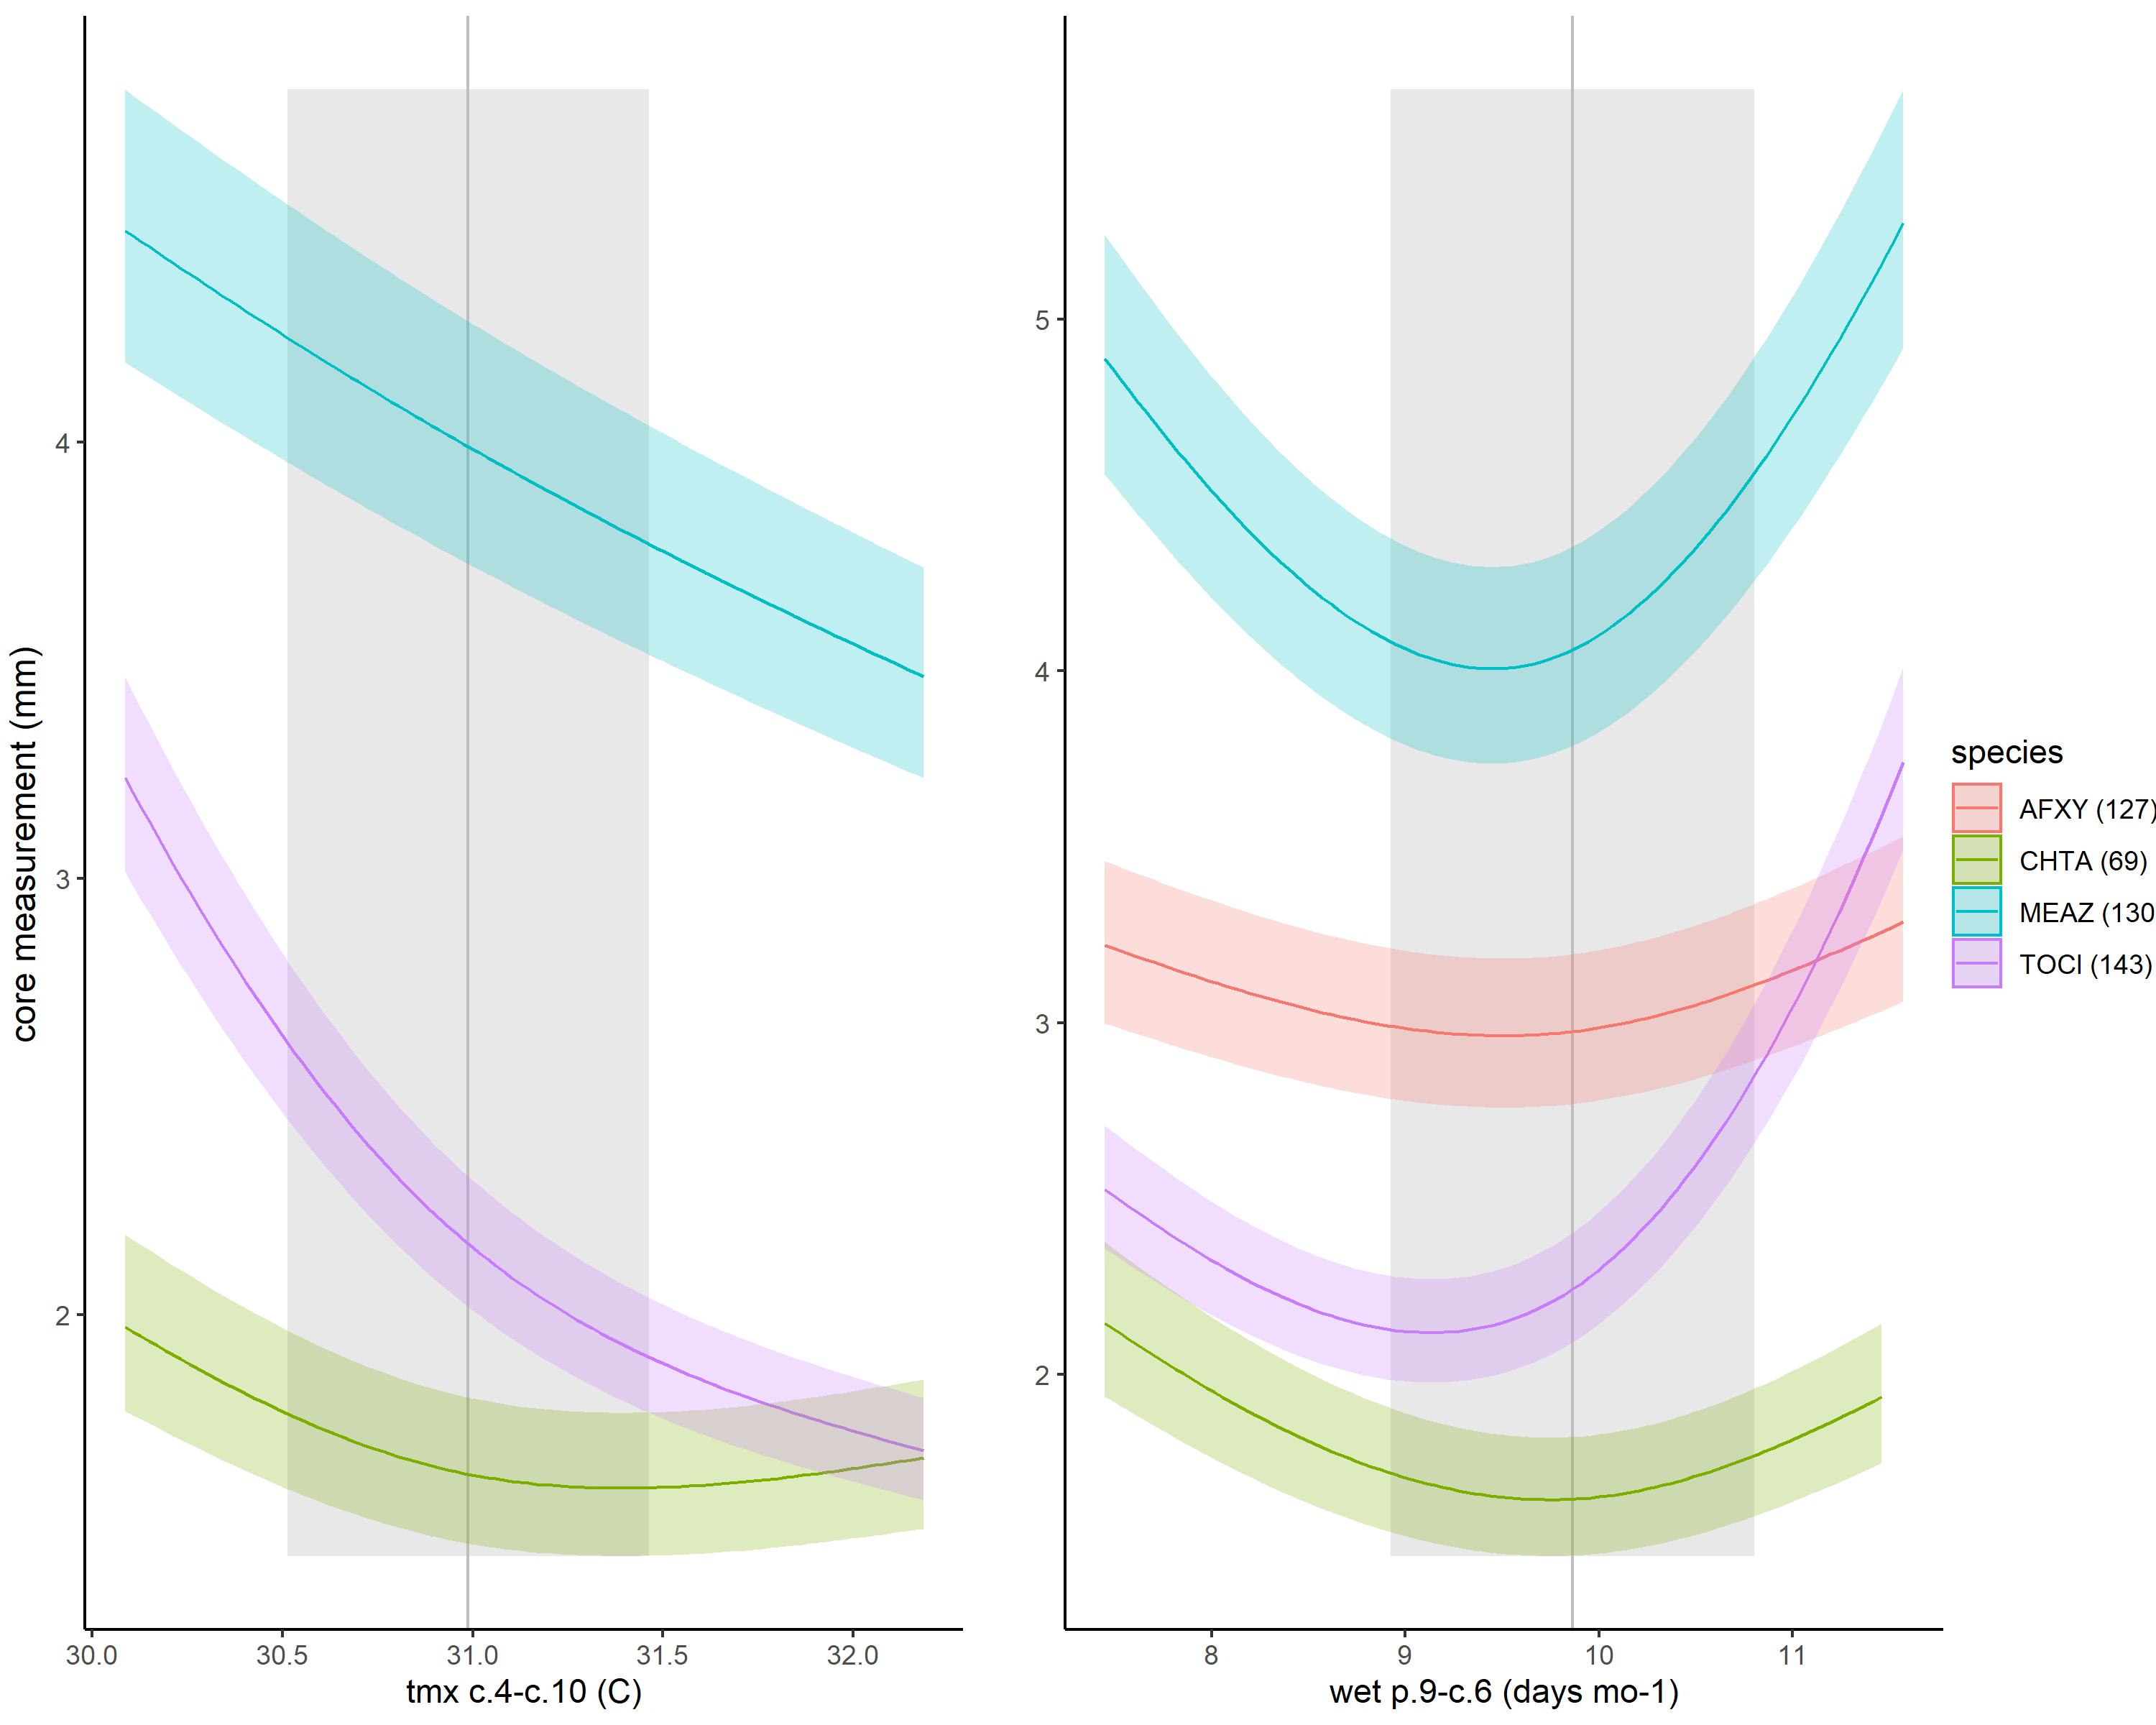 core measurement (mm)
4
3
2
30.0 30.5 31.0 31.5 32.0
tmx c.4-c.10 (C)
5
4
3
2
8 9 10 11
wet p.9-c.6 (days mo-1)
species
AFXY (127)
CHTA (69)
MEAZ (130
TOCI (143)